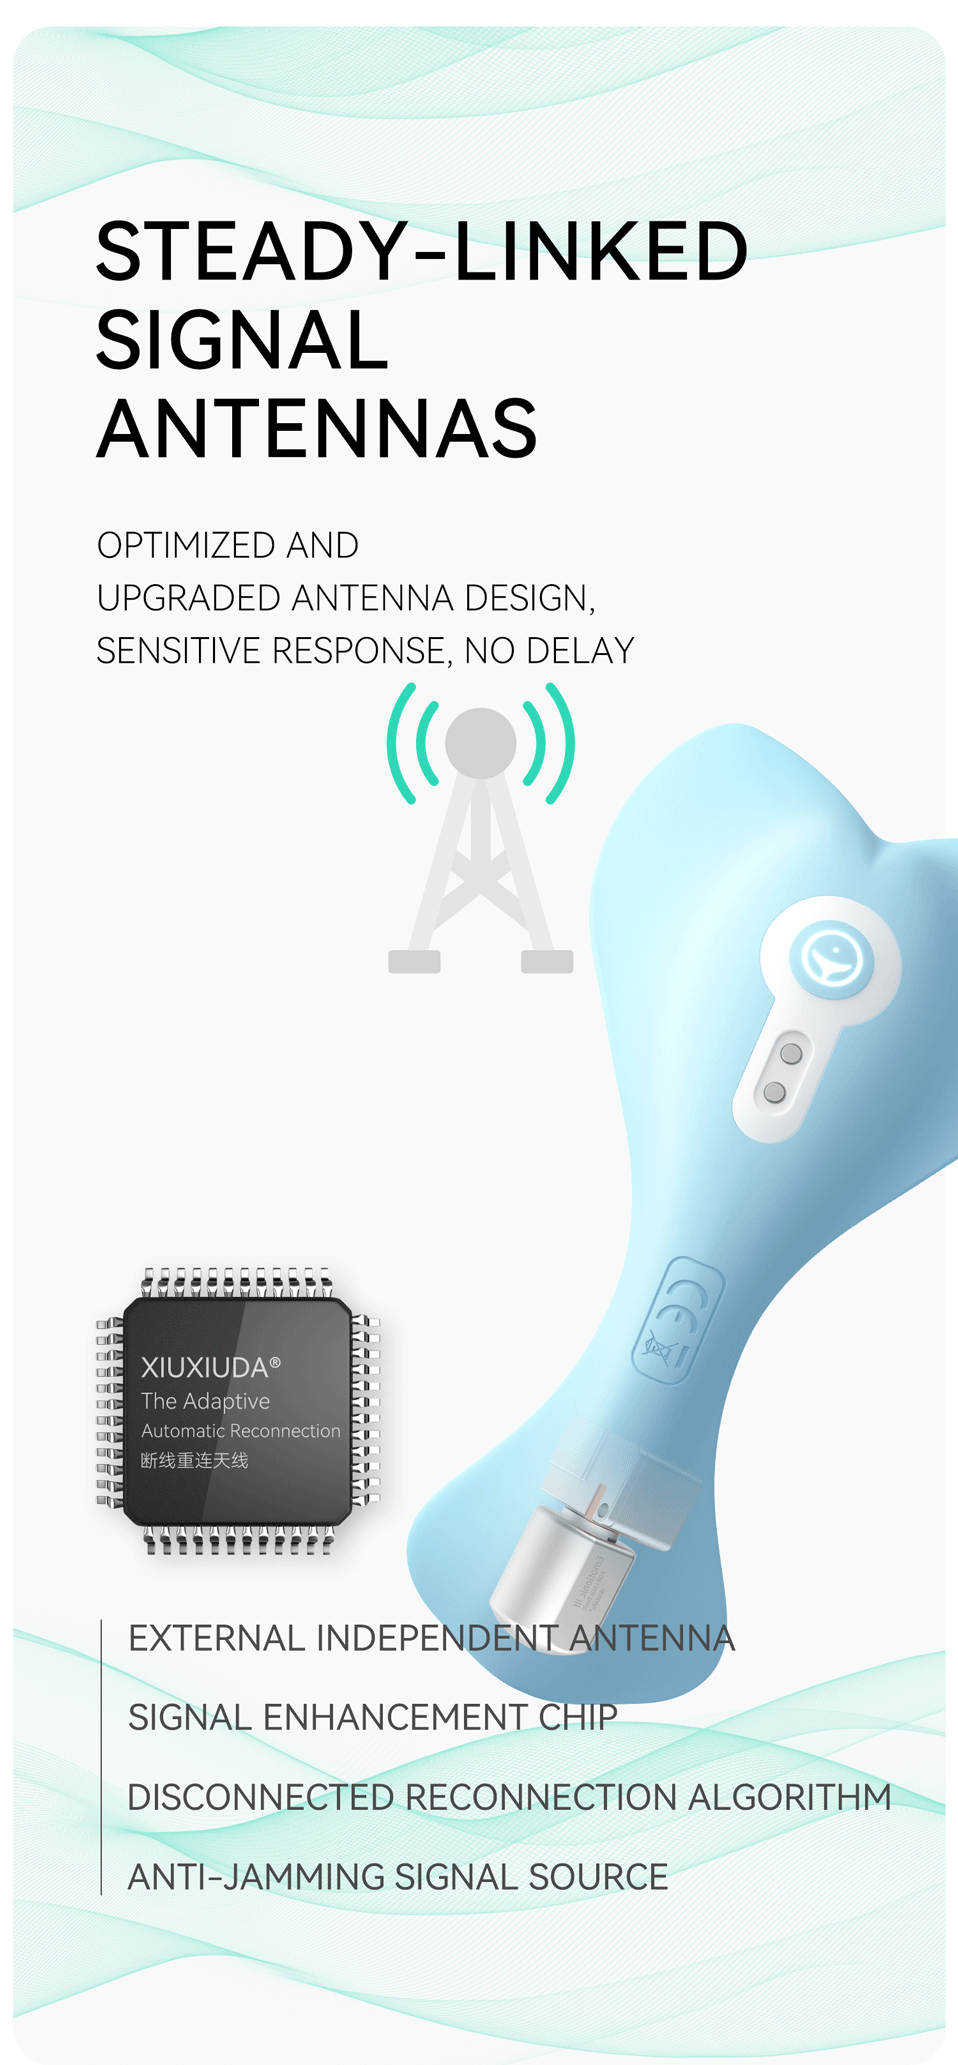 STEADY-LINKED
SIGNAL
ANTENNAS
OPTIMIZED AND
UPGRADED ANTENNA DESIGN,
SENSITIVE RESPONSE, NO DELAY
CE
XIUXIUDA®
The Adaptive
Automatic Reconnection
断线重连天线
EXTERNAL INDEPENDENT ANTENNA
SIGNAL ENHANCEMENT CHIP
DISCONNECTED RECONNECTION ALGORITHM
ANTI-JAMMING SIGNAL SOURCE